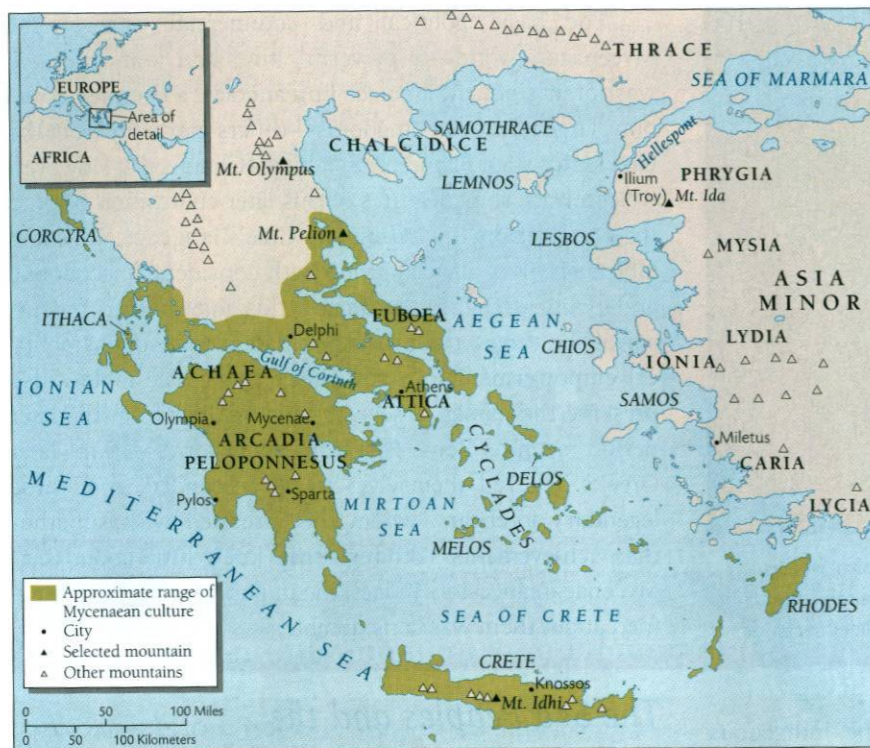 THRACE
SEA OF MARMARA
EUROPE
Area of
detail
AFRICA
SAMOTHRACE
CHALCIDICE
Hellespont
Mt. Olympus
LEMNOS
Ilium
(Troy)
PHRYGIA
Mt. Ida
CORCYRA
Mt. Pelion
LESBOS
MYSIA
ASIA
MINOR
ITHACA
EUBOEA
AEGEAN
SEA
Delphi
CHIOS
LYDIA
IONIA
Gulf of Corinth
ACHAEA
IONIAN
SEA
Athens
ATTICA
SAMOS
Olympia
Mycenae
ARCADIA
PELOPONNESUS
CYCLADES
Miletus
DELOS
CARIA
Pylos
Sparta
MIRTOAN
SEA
LYCIA
MELOS
MEDITERRANEAN SEA
RHODES
SEA OF CRETE
CRETE
Knossos
Mt. Idhi
Approximate range of
Mycenaean culture
City
Selected mountain
Other mountains
0 50 100 Miles
0 50 100 Kilometers